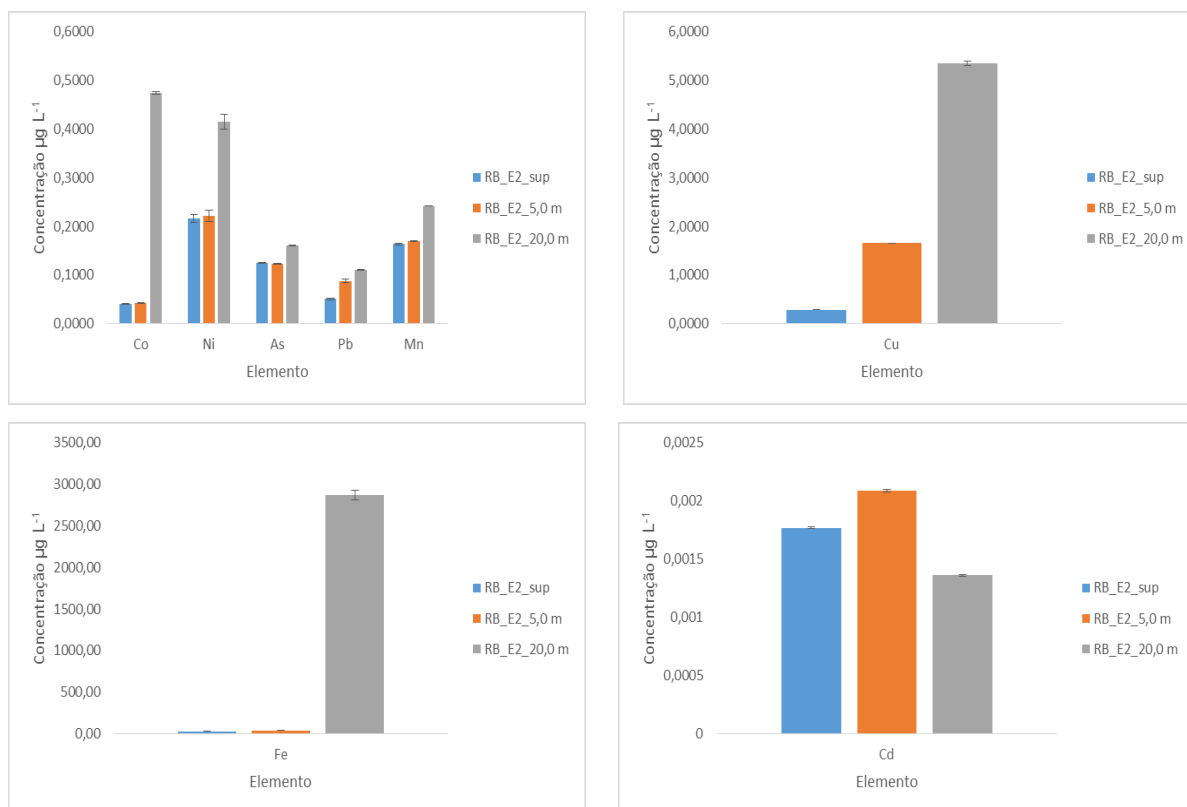 0,6000
0,5000
0,4000
0,3000
0,2000
0,1000
0,0000
Concentração µg L⁻¹
Co Ni As Pb Mn
Elemento
RB_E2_sup
RB_E2_5,0 m
RB_E2_20,0 m
6,0000
5,0000
4,0000
3,0000
2,0000
1,0000
0,0000
Concentração µg L⁻¹
Cu
Elemento
RB_E2_sup
RB_E2_5,0 m
RB_E2_20,0 m
3500,00
3000,00
2500,00
2000,00
1500,00
1000,00
500,00
0,00
Concentração µg L⁻¹
Fe
Elemento
RB_E2_sup
RB_E2_5,0 m
RB_E2_20,0 m
0,0025
0,002
0,0015
0,001
0,0005
0
Concentração µg L⁻¹
Cd
Elemento
RB_E2_sup
RB_E2_5,0 m
RB_E2_20,0 m